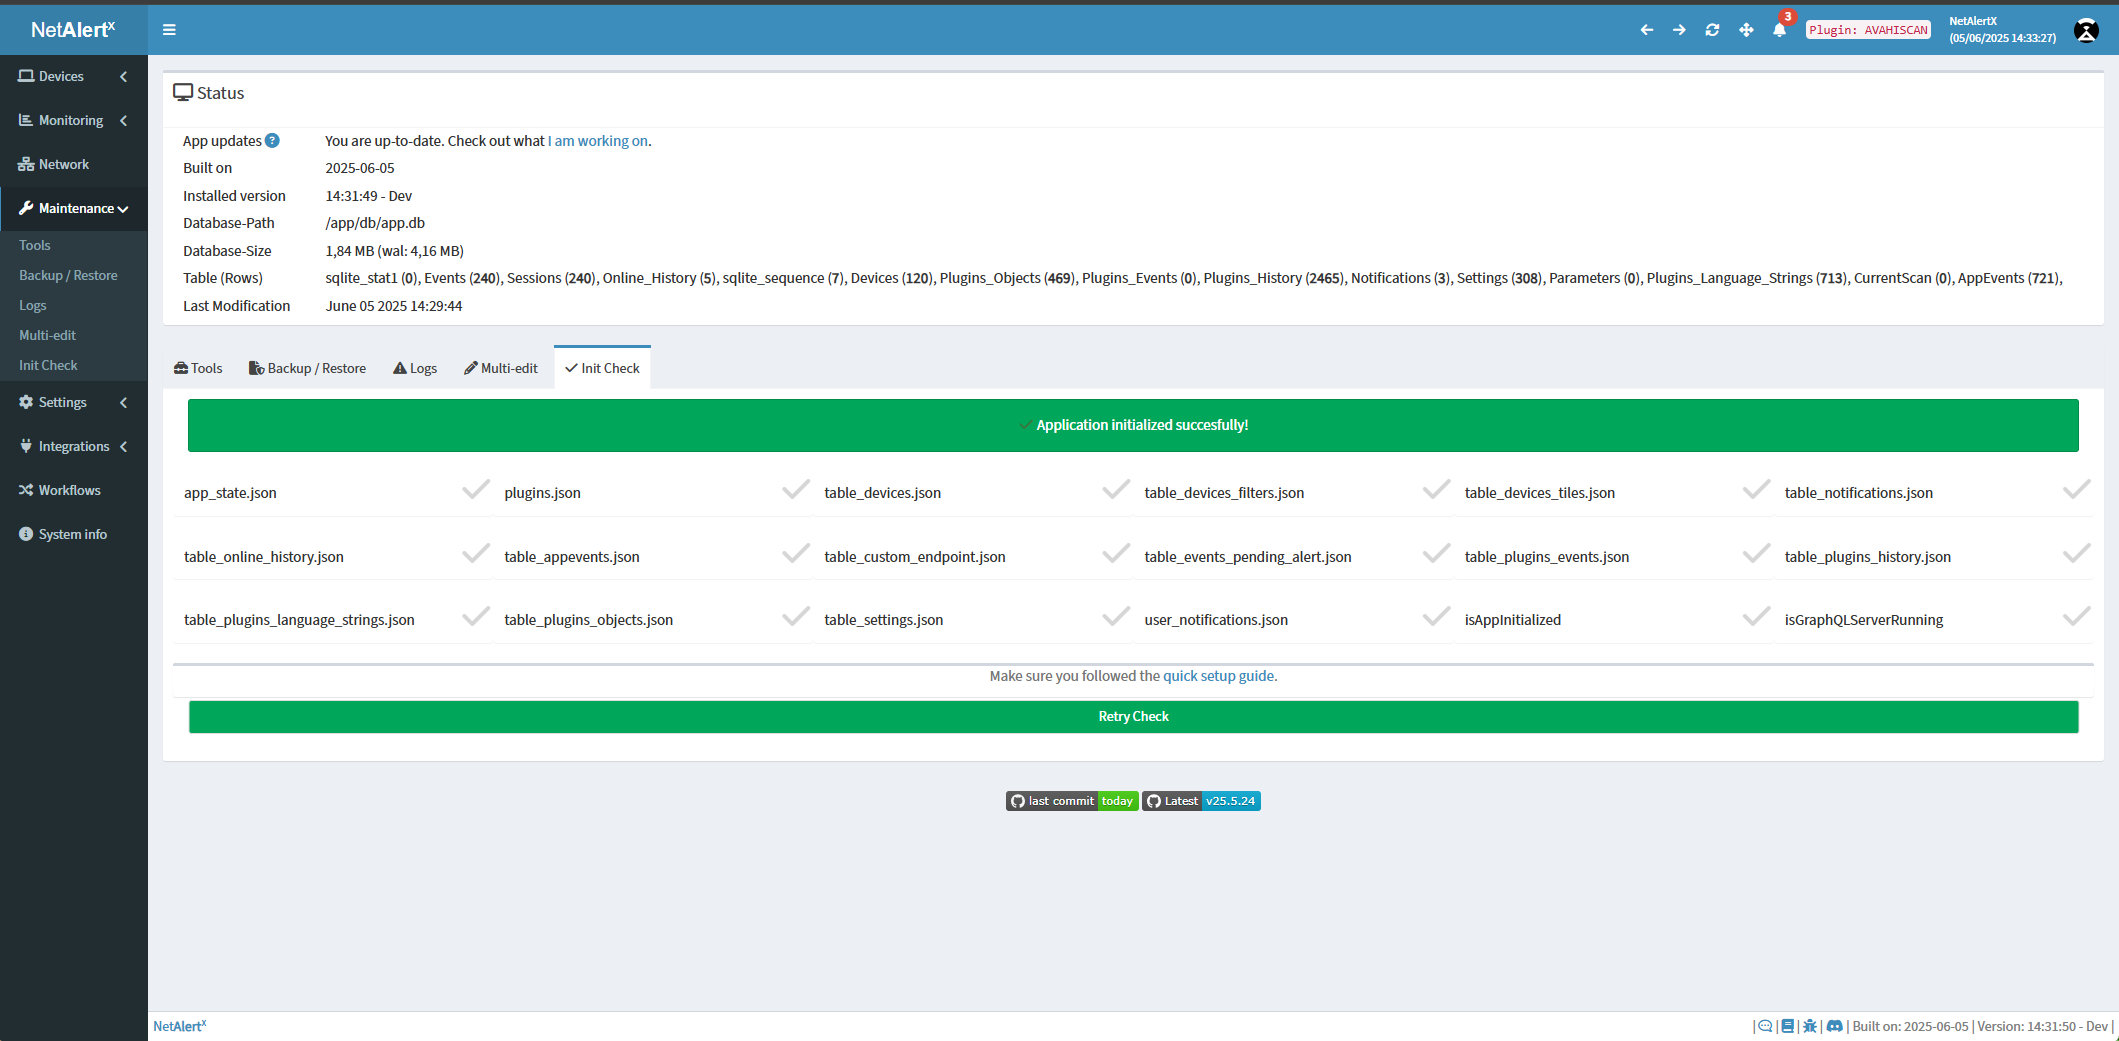 NetAlertx
3
Plugin: AVAHISCAN
NetAlertX
(05/06/2025 14:33:27)
Devices
Monitoring
Network
Maintenance
Tools
Backup / Restore
Logs
Multi-edit
Init Check
Settings
Integrations
Workflows
System info
Status
App updates ? You are up-to-date. Check out what I am working on.
Built on 2025-06-05
Installed version 14:31:49 - Dev
Database-Path /app/db/app.db
Database-Size 1,84 MB (wal: 4,16 MB)
Table (Rows) sqlite_stat1 (0), Events (240), Sessions (240), Online_History (5), sqlite_sequence (7), Devices (120), Plugins_Objects (469), Plugins_Events (0), Plugins_History (2465), Notifications (3), Settings (308), Parameters (0), Plugins_Language_Strings (713), CurrentScan (0), AppEvents (721),
Last Modification June 05 2025 14:29:44
Tools Backup / Restore Logs Multi-edit Init Check
Application initialized succesfully!
app_state.json plugins.json table_devices.json table_devices_filters.json table_devices_tiles.json table_notifications.json
table_online_history.json table_appevents.json table_custom_endpoint.json table_events_pending_alert.json table_plugins_events.json table_plugins_history.json
table_plugins_language_strings.json table_plugins_objects.json table_settings.json user_notifications.json isAppInitialized isGraphQLServerRunning
Make sure you followed the quick setup guide.
Retry Check
last commit today Latest v25.5.24
NetAlertx
| | | | | Built on: 2025-06-05 | Version: 14:31:50 - Dev |